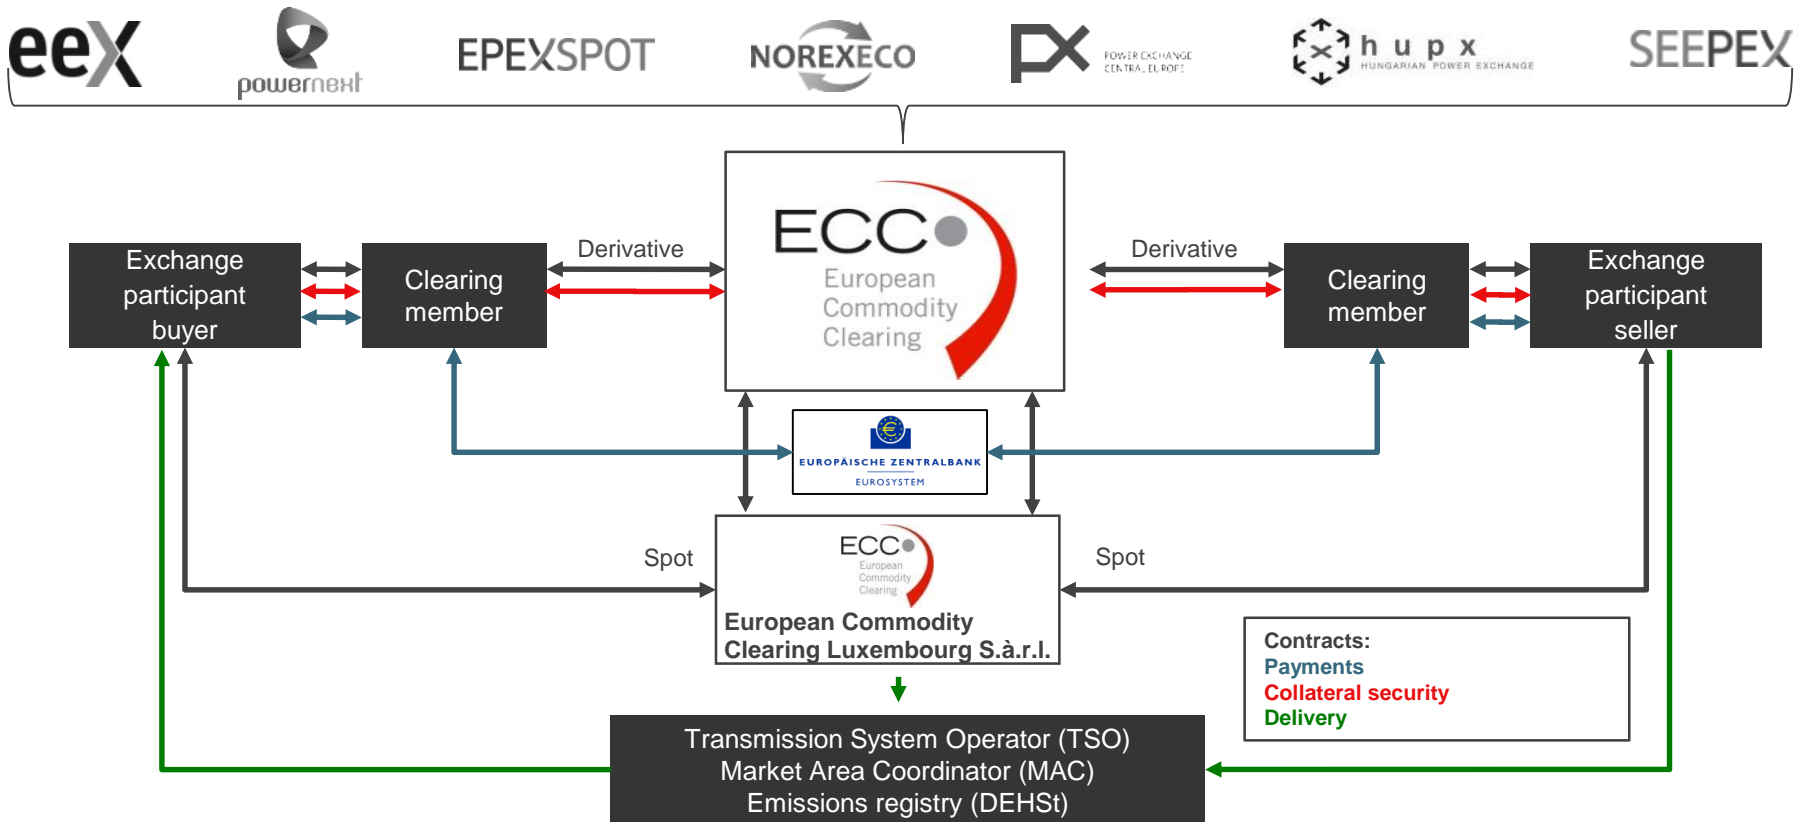 eex
powernext
EPEXSPOT
NOREXECO
PX
POWER EXCHANGE
CENTRAL EUROPE
hupx
HUNGARIAN POWER EXCHANGE
SEEPEX
ECC
European
Commodity
Clearing
Exchange
participant
buyer
Clearing
member
Derivative
Derivative
Clearing
member
Exchange
participant
seller
EUROPÄISCHE ZENTRALBANK
EUROSYSTEM
Spot
Spot
ECC
European
Commodity
Clearing
European Commodity
Clearing Luxembourg S.à.r.l.
Contracts:
Payments
Collateral security
Delivery
Transmission System Operator (TSO)
Market Area Coordinator (MAC)
Emissions registry (DEHSt)